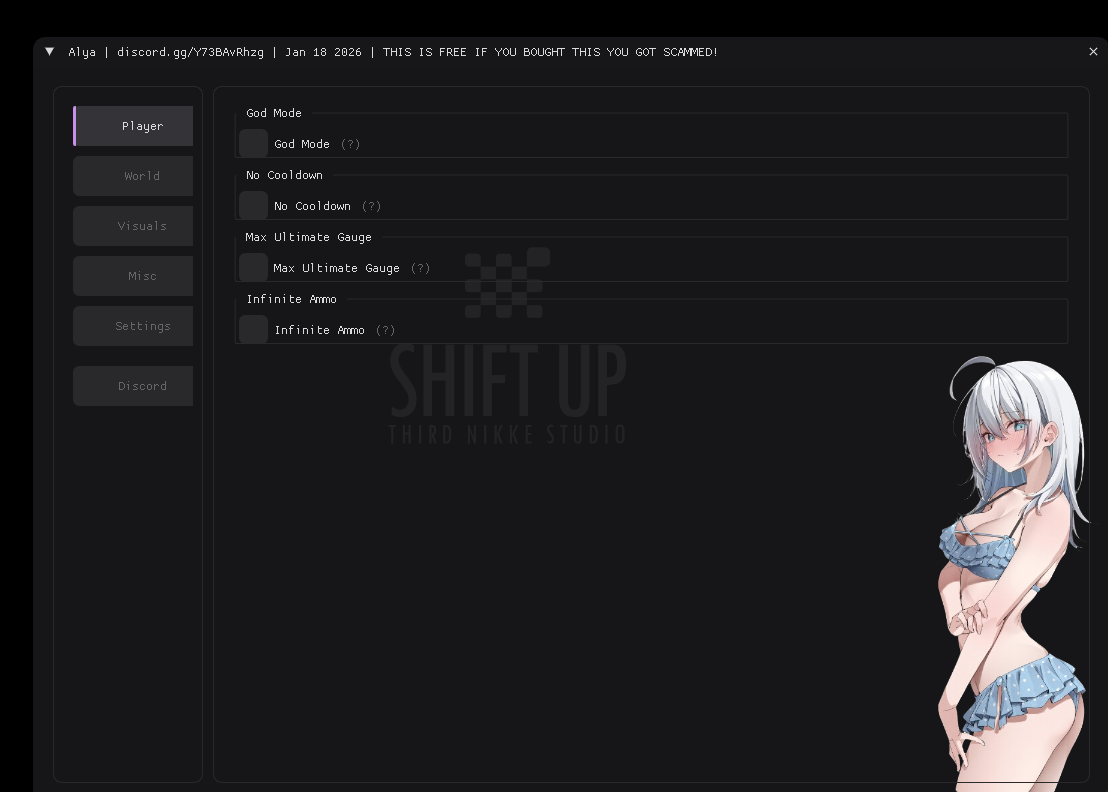 Alya | discord.gg/Y73BAvRhzg | Jan 18 2026 | THIS IS FREE IF YOU BOUGHT THIS YOU GOT SCAMMED!
Player
World
Visuals
Misc
Settings
Discord
God Mode
God Mode (?)
No Cooldown
No Cooldown (?)
Max Ultimate Gauge
Max Ultimate Gauge (?)
Infinite Ammo
Infinite Ammo (?)
SHIFT UP
THIRD NIKKE STUDIO